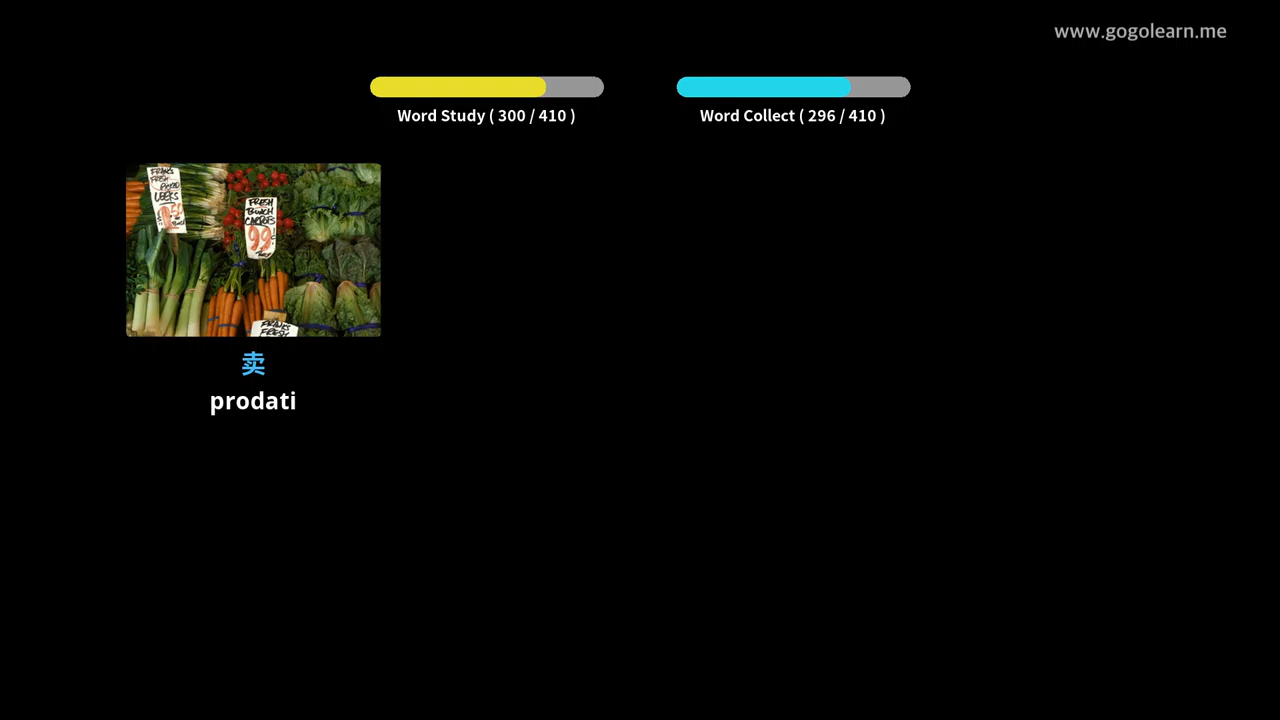 www.gogolearn.me
Word Study ( 300 / 410 )
Word Collect ( 296 / 410 )
FRESH
LEEKS
FRESH
BUNCH
CARROTS
99¢
卖
prodati